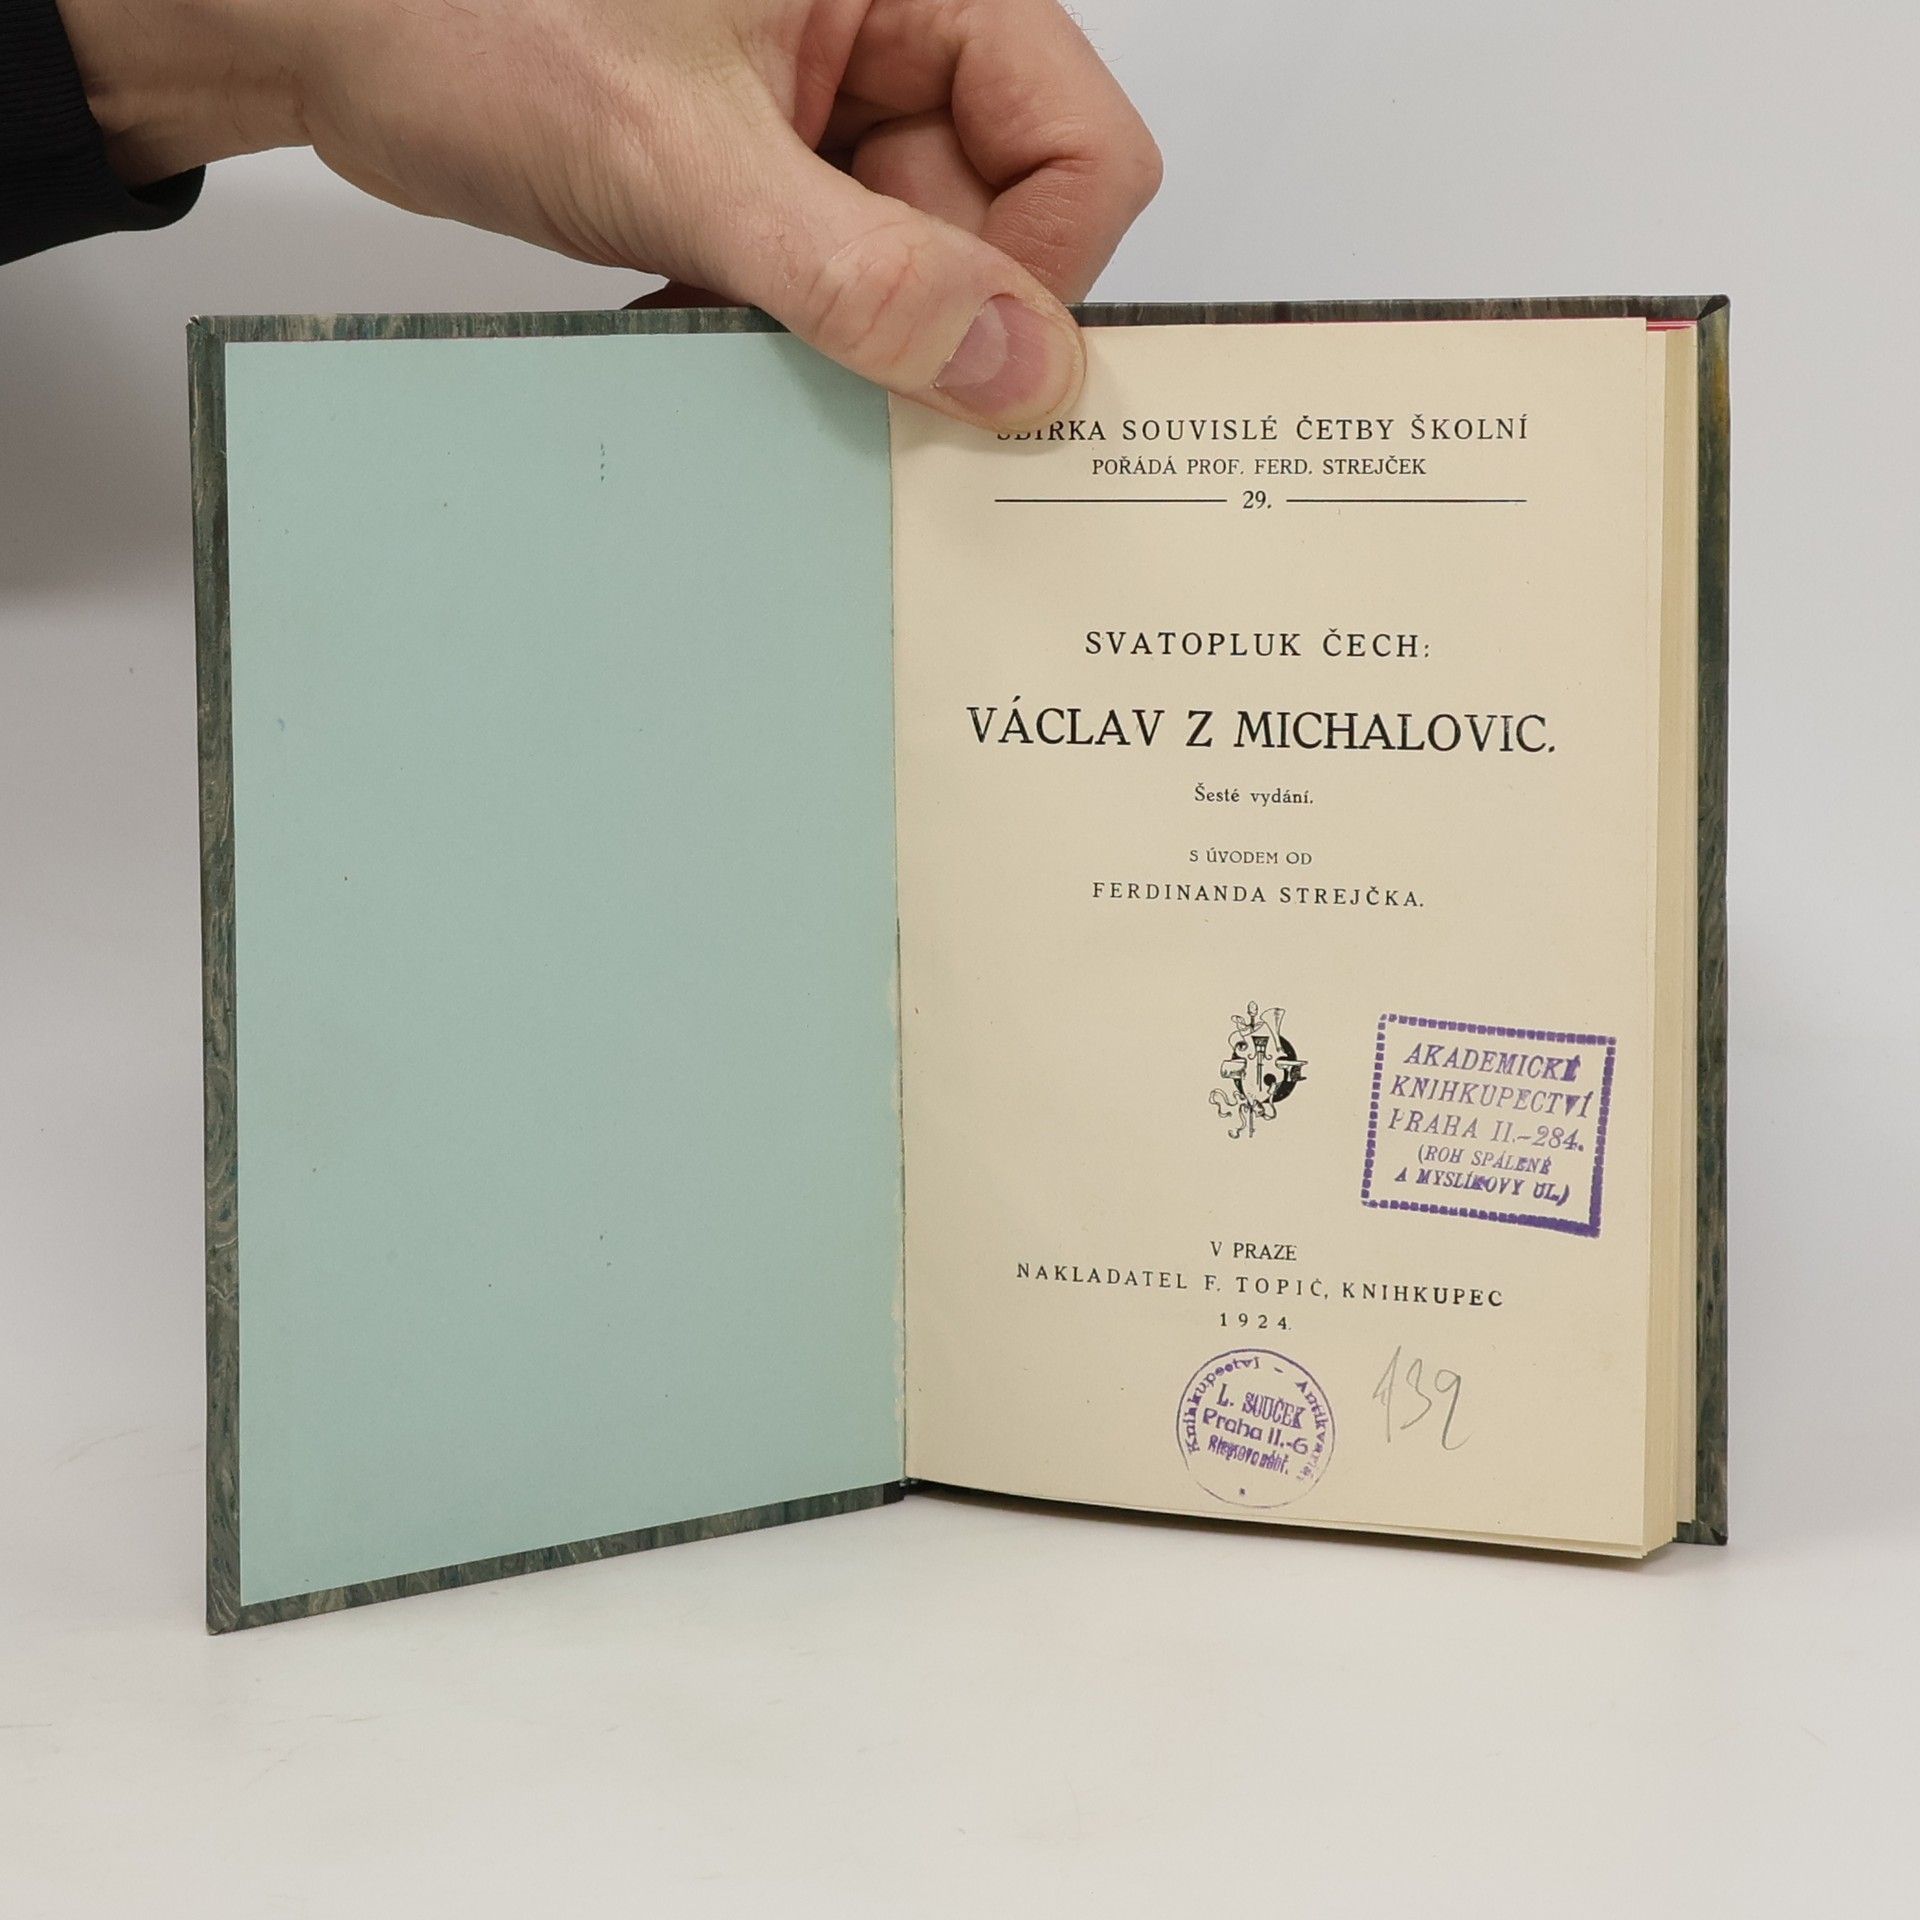 SBÍRKA SOUVISLÉ ČETBY ŠKOLNÍ
POŘÁDÁ PROF. FERD. STREJČEK
29.
SVATOPLUK ČECH:
VÁCLAV Z MICHALOVIC.
Šesté vydání.
S ÚVODEM OD
FERDINANDA STREJČKA.
AKADEMICKÉ
KNIHKUPECTVÍ
PRAHA II.-284.
(ROH SPÁLENÉ
A MYSLÍKOVY UL.)
V PRAZE
NAKLADATEL F. TOPIČ, KNIHKUPEC
1924.
Knihkupectví - Antikvariát
L. SOUČEK
Praha II.-6
139